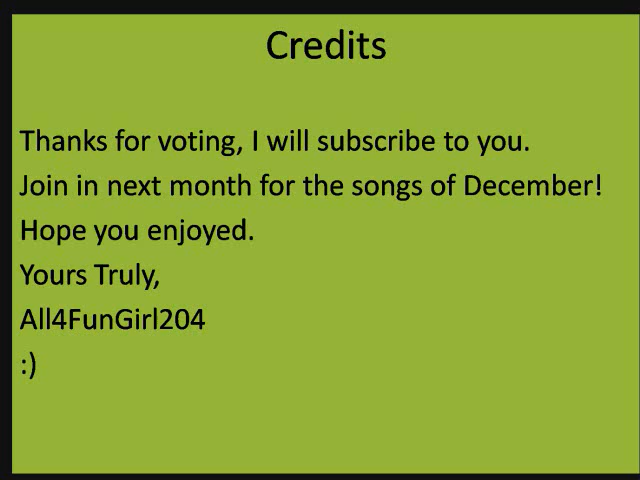 Credits
Thanks for voting, I will subscribe to you.
Join in next month for the songs of December!
Hope you enjoyed.
Yours Truly,
All4FunGirl204
:)